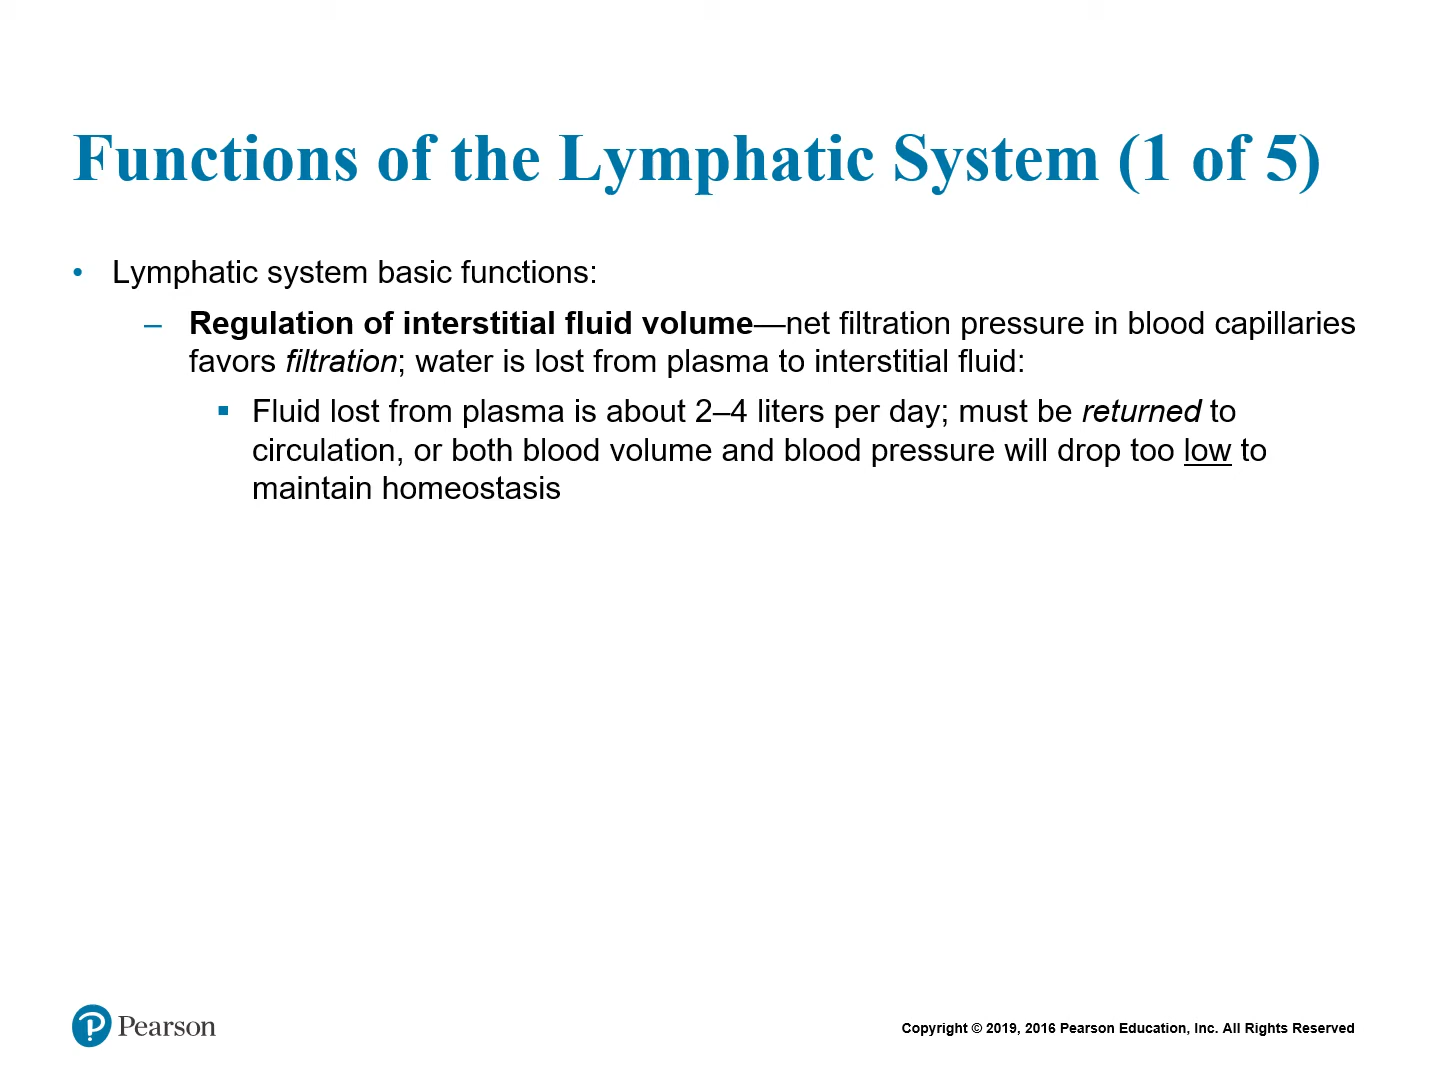 Functions of the Lymphatic System (1 of 5)
• Lymphatic system basic functions:
– Regulation of interstitial fluid volume—net filtration pressure in blood capillaries
favors filtration; water is lost from plasma to interstitial fluid:
▪ Fluid lost from plasma is about 2–4 liters per day; must be returned to
circulation, or both blood volume and blood pressure will drop too low to
maintain homeostasis
Pearson
Copyright © 2019, 2016 Pearson Education, Inc. All Rights Reserved